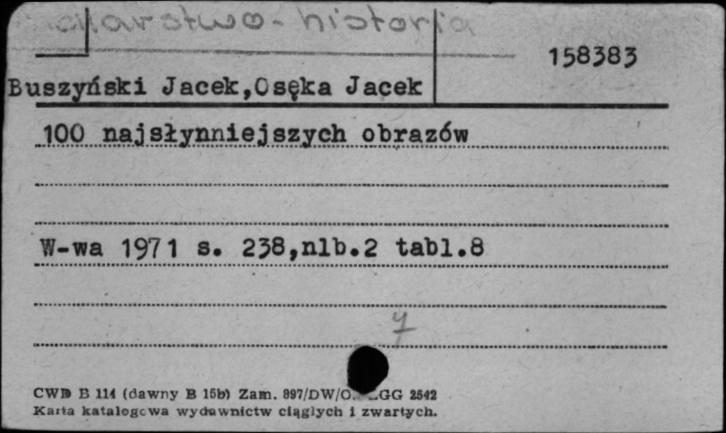 malarstwo - historia
158383
Buszyński Jacek,Osęka Jacek
100 najsłynniejszych obrazów
W-wa 1971 s. 238,nlb.2 tabl.8
7
CWD B 114 (dawny B 15b) Zam. 897/DW/O. GG 2542
Karta katalogowa wydawnictw ciągłych i zwartych.